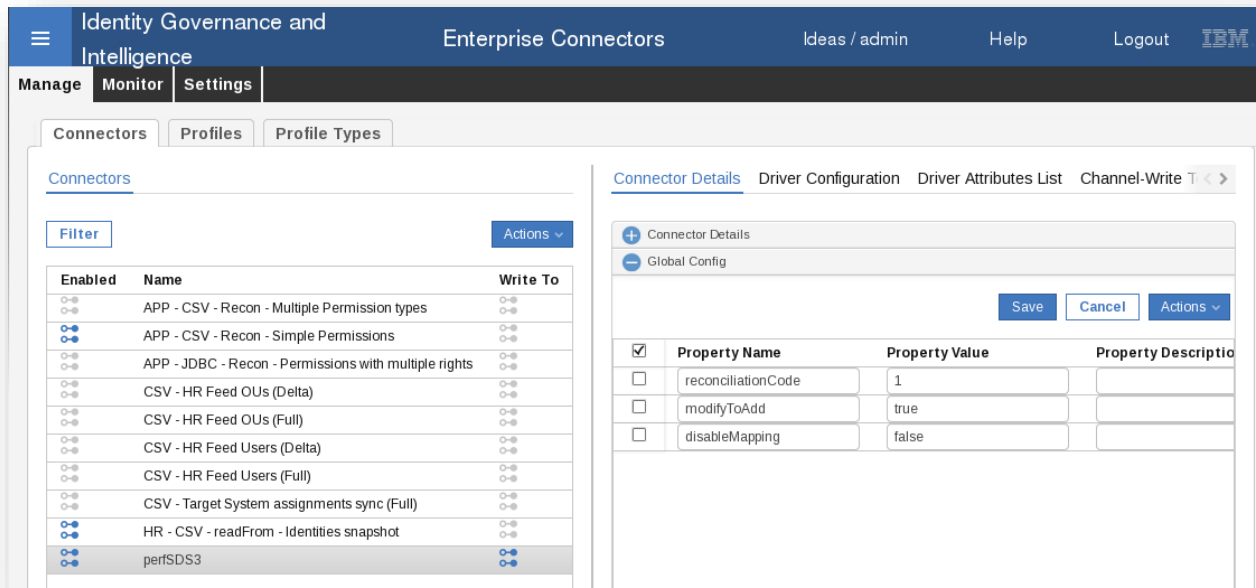 Identity Governance and
Intelligence
Enterprise Connectors
Ideas / admin
Help
Logout
IBM
Manage
Monitor
Settings
Connectors
Profiles
Profile Types
Connectors
Filter
Actions
Enabled Name Write To
APP - CSV - Recon - Multiple Permission types
APP - CSV - Recon - Simple Permissions
APP - JDBC - Recon - Permissions with multiple rights
CSV - HR Feed OUs (Delta)
CSV - HR Feed OUs (Full)
CSV - HR Feed Users (Delta)
CSV - HR Feed Users (Full)
CSV - Target System assignments sync (Full)
HR - CSV - readFrom - Identities snapshot
perfSDS3
Connector Details Driver Configuration Driver Attributes List Channel-Write T
Connector Details
Global Config
Save Cancel Actions
Property Name Property Value Property Descriptio
reconciliationCode 1
modifyToAdd true
disableMapping false